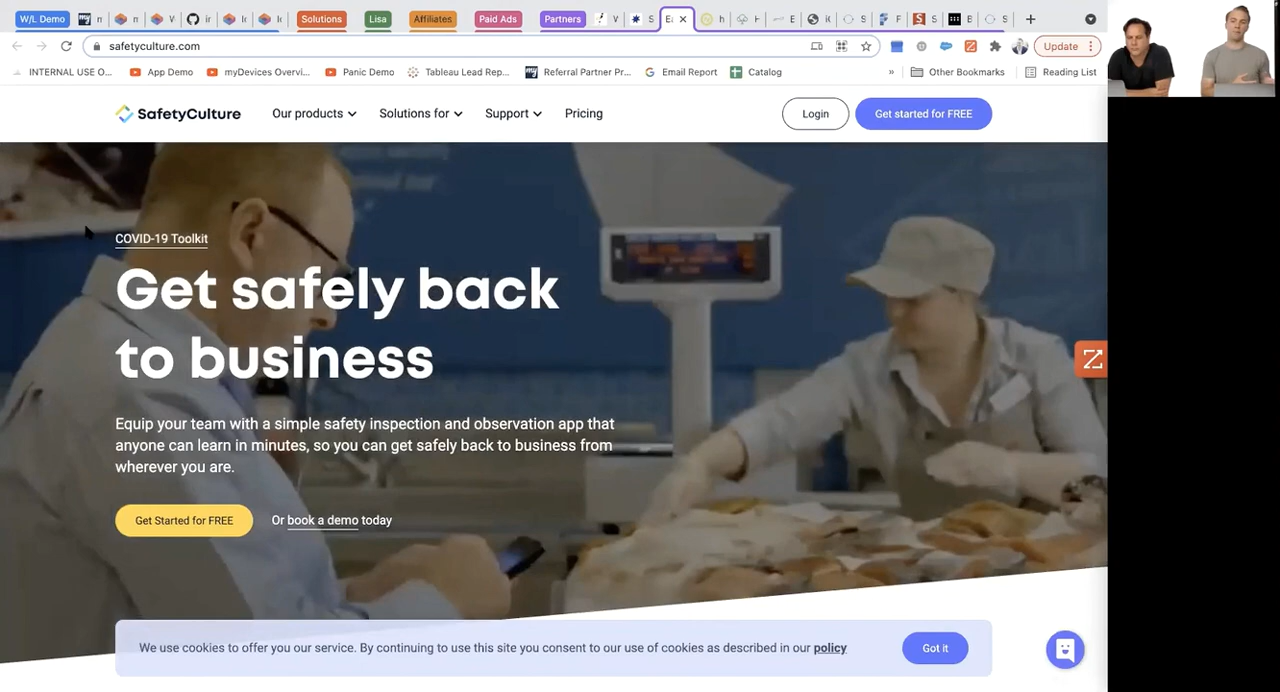 W/L Demo
Solutions
Lisa
Affiliates
Paid Ads
Partners
safetyculture.com
Update
INTERNAL USE O...
App Demo
myDevices Overvi...
Panic Demo
Tableau Lead Rep...
Referral Partner Pr...
Email Report
Catalog
»
Other Bookmarks
Reading List
SafetyCulture
Our products
Solutions for
Support
Pricing
Login
Get started for FREE
COVID-19 Toolkit
Get safely back
to business
Equip your team with a simple safety inspection and observation app that
anyone can learn in minutes, so you can get safely back to business from
wherever you are.
Get Started for FREE
Or book a demo today
We use cookies to offer you our service. By continuing to use this site you consent to our use of cookies as described in our policy
Got it